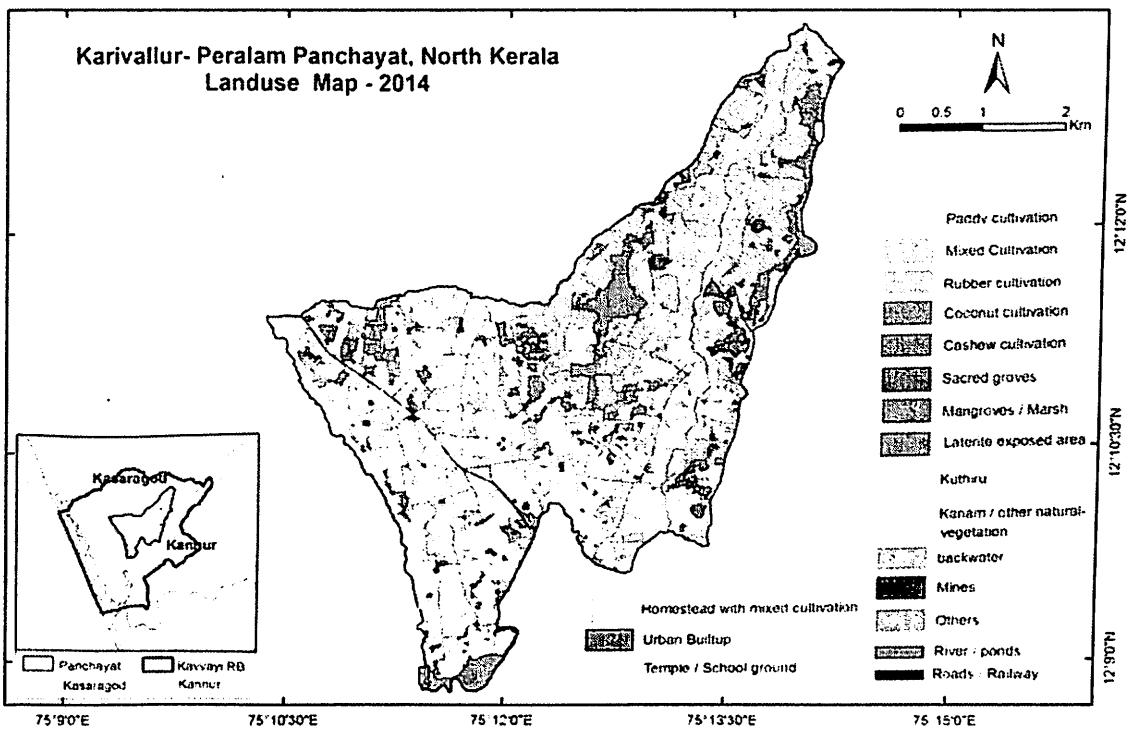 Karivallur- Peralam Panchayat, North Kerala
Landuse Map - 2014
N
0 0.5 1 2
Km
Paddy cultivation
Mixed Cultivation
Rubber cultivation
Coconut cultivation
Cashew cultivation
Sacred groves
Mangroves / Marsh
Laterite exposed area
Kuthiru
Kanam / other natural-
vegetation
backwater
Mines
Others
River / ponds
Roads / Railway
Homestead with mixed cultivation
Urban Builtup
Temple / School ground
Kasaragod
Kannur
Panchayat
Kavvayi RB
Kasaragod
Kannur
12°12'0"N
12°10'30"N
12°9'0"N
75°9'0"E
75°10'30"E
75°12'0"E
75°13'30"E
75°15'0"E